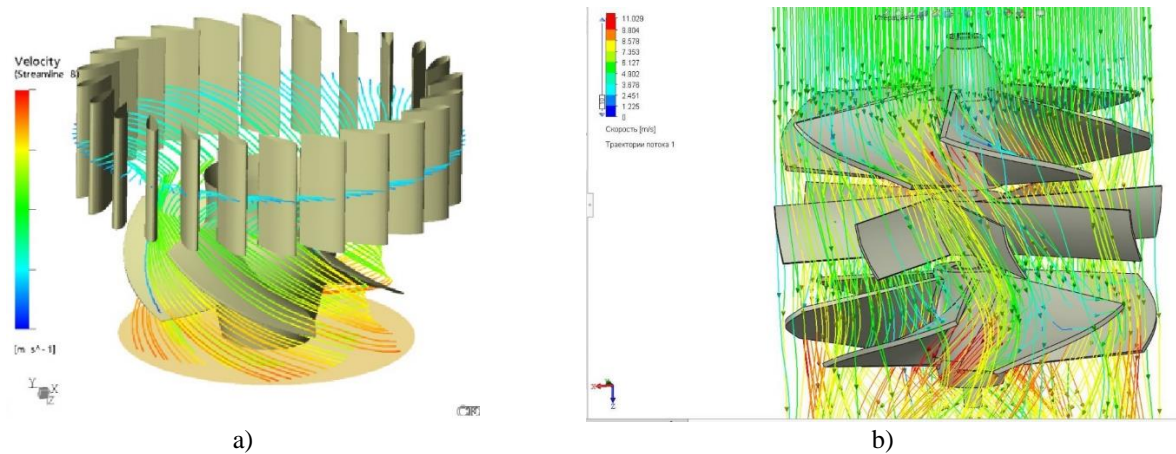 Velocity
(Streamline 8)
[m s^-1]
Y
X
Z
a)
11.029
9.804
8.578
7.353
6.127
4.902
3.676
2.451
1.225
0
Скорость [m/s]
Траектории потока 1
Z
b)